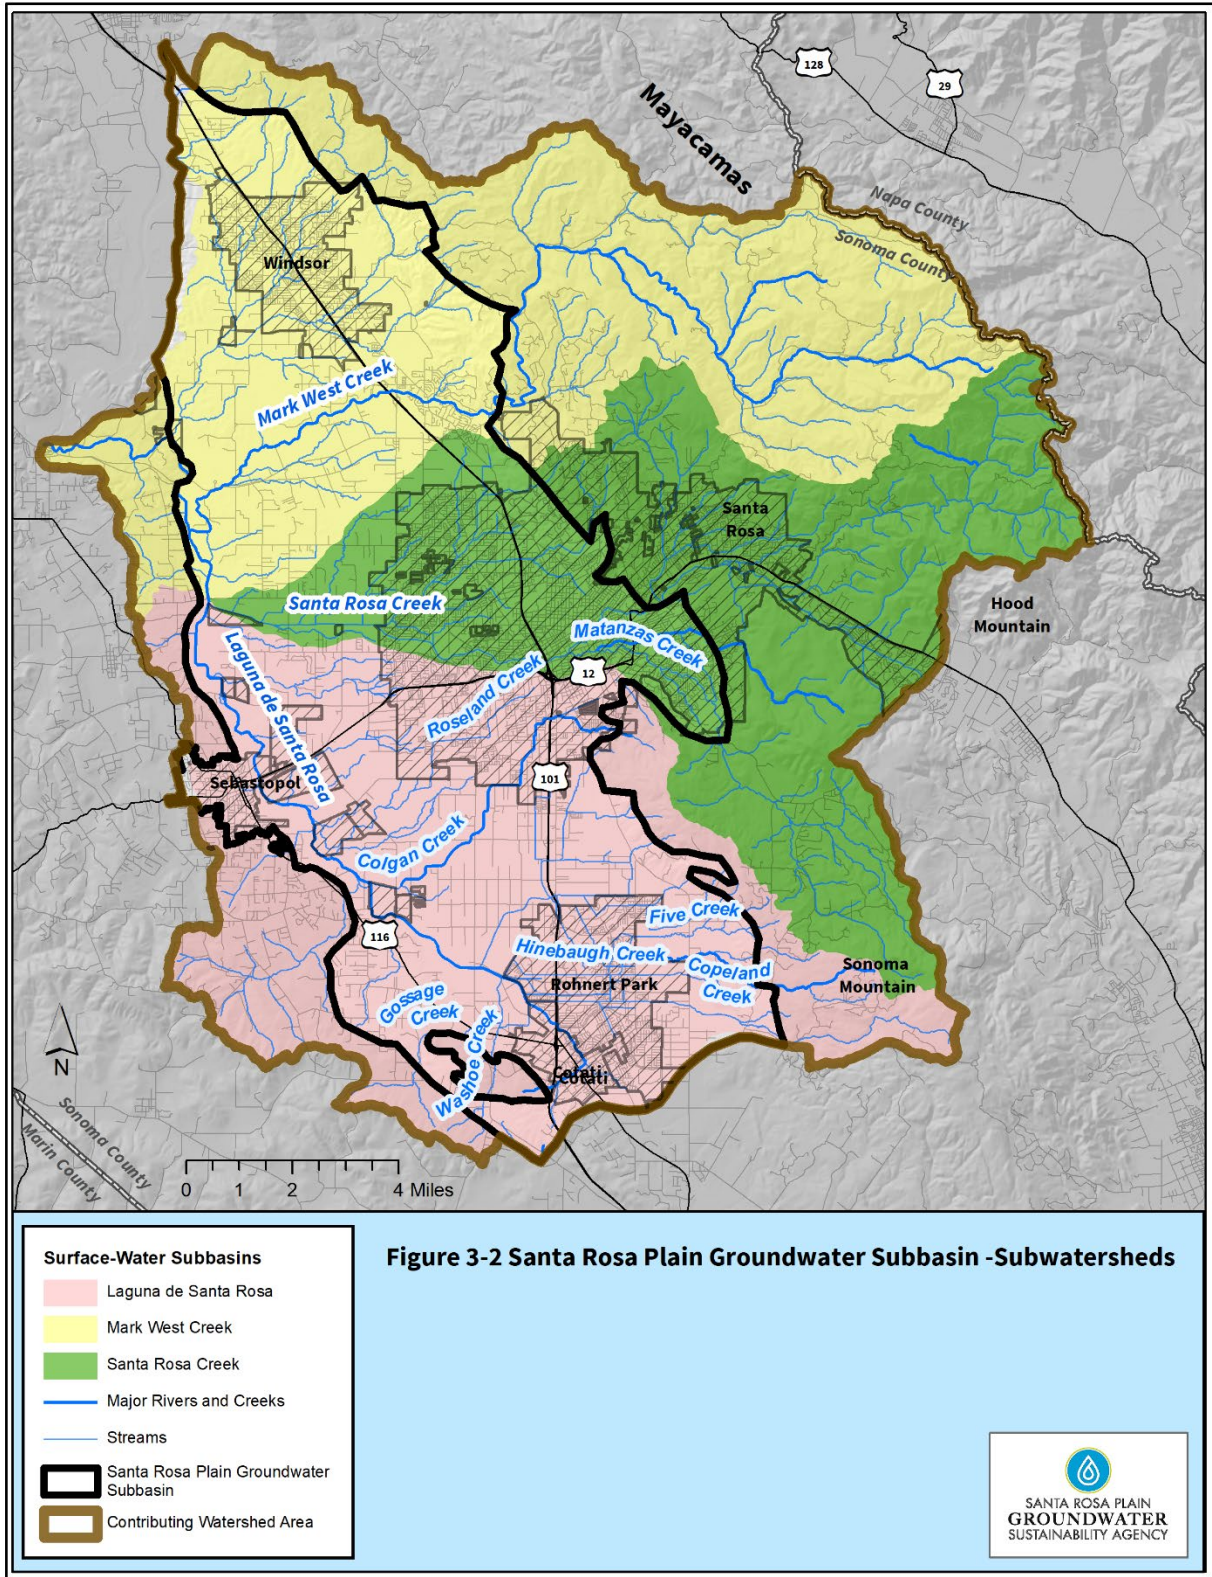 128
29
Mayacamas
Napa County
Sonoma County
Windsor
Mark West Creek
Santa
Rosa
Hood
Mountain
Santa Rosa Creek
Matanzas Creek
12
Roseland Creek
Laguna de Santa Rosa
101
Sebastopol
Colgan Creek
Five Creek
116
Hinebaugh Creek
Copeland
Creek
Sonoma
Mountain
Rohnert Park
Gossage
Creek
Washoe Creek
Cotati
Cotati
N
Sonoma County
Marin County
0 1 2 4 Miles
Surface-Water Subbasins
Laguna de Santa Rosa
Mark West Creek
Santa Rosa Creek
Major Rivers and Creeks
Streams
Santa Rosa Plain Groundwater
Subbasin
Contributing Watershed Area
Figure 3-2 Santa Rosa Plain Groundwater Subbasin -Subwatersheds
SANTA ROSA PLAIN
GROUNDWATER
SUSTAINABILITY AGENCY